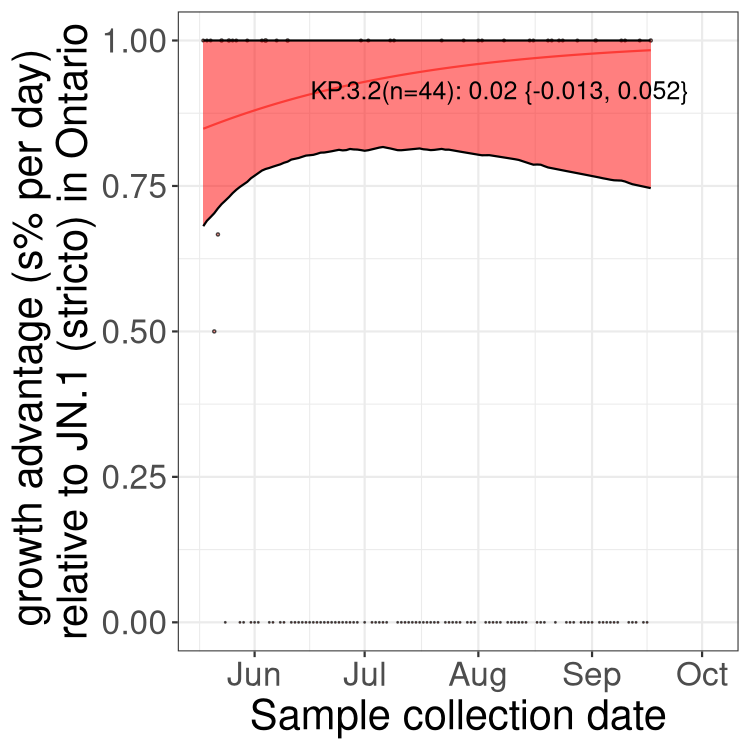 growth advantage (s% per day)
relative to JN.1 (stricto) in Ontario
1.00
0.75
0.50
0.25
0.00
KP.3.2(n=44): 0.02 {-0.013, 0.052}
Jun Jul Aug Sep Oct
Sample collection date